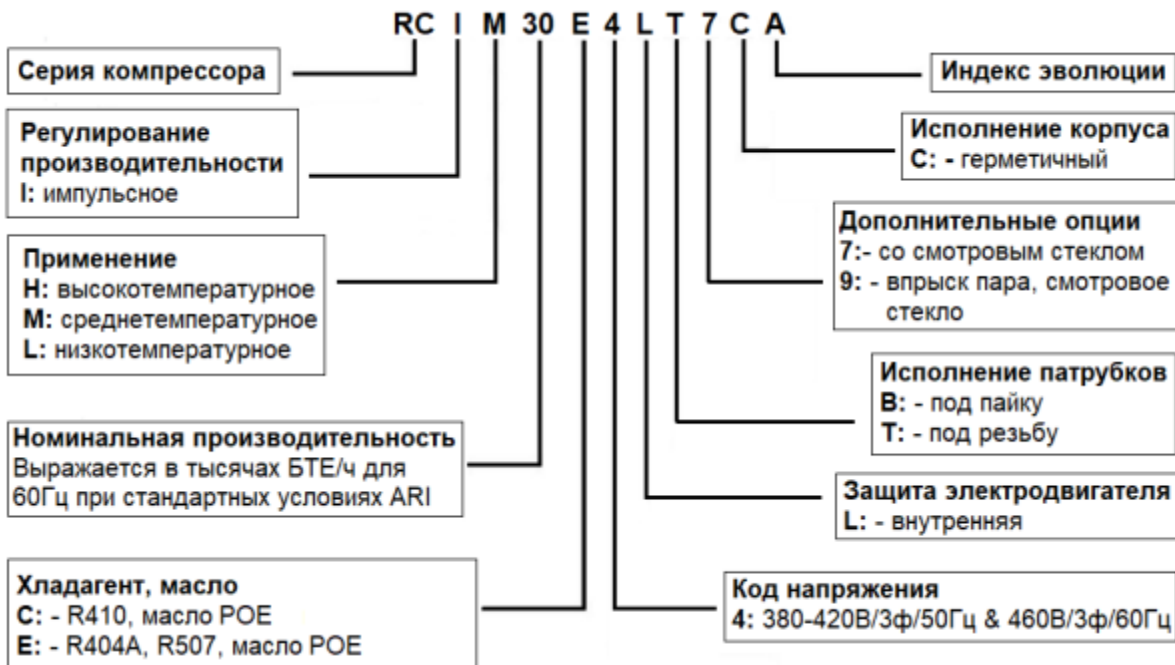 RC I M 30 E 4 L T 7 C A
Серия компрессора
Регулирование
производительности
I: импульсное
Применение
H: высокотемпературное
M: среднетемпературное
L: низкотемпературное
Номинальная производительность
Выражается в тысячах БТЕ/ч для
60Гц при стандартных условиях ARI
Хладагент, масло
C: - R410, масло POE
E: - R404A, R507, масло POE
Индекс эволюции
Исполнение корпуса
C: - герметичный
Дополнительные опции
7:- со смотровым стеклом
9: - впрыск пара, смотровое
стекло
Исполнение патрубков
B: - под пайку
T: - под резьбу
Защита электродвигателя
L: - внутренняя
Код напряжения
4: 380-420В/3ф/50Гц & 460В/3ф/60Гц